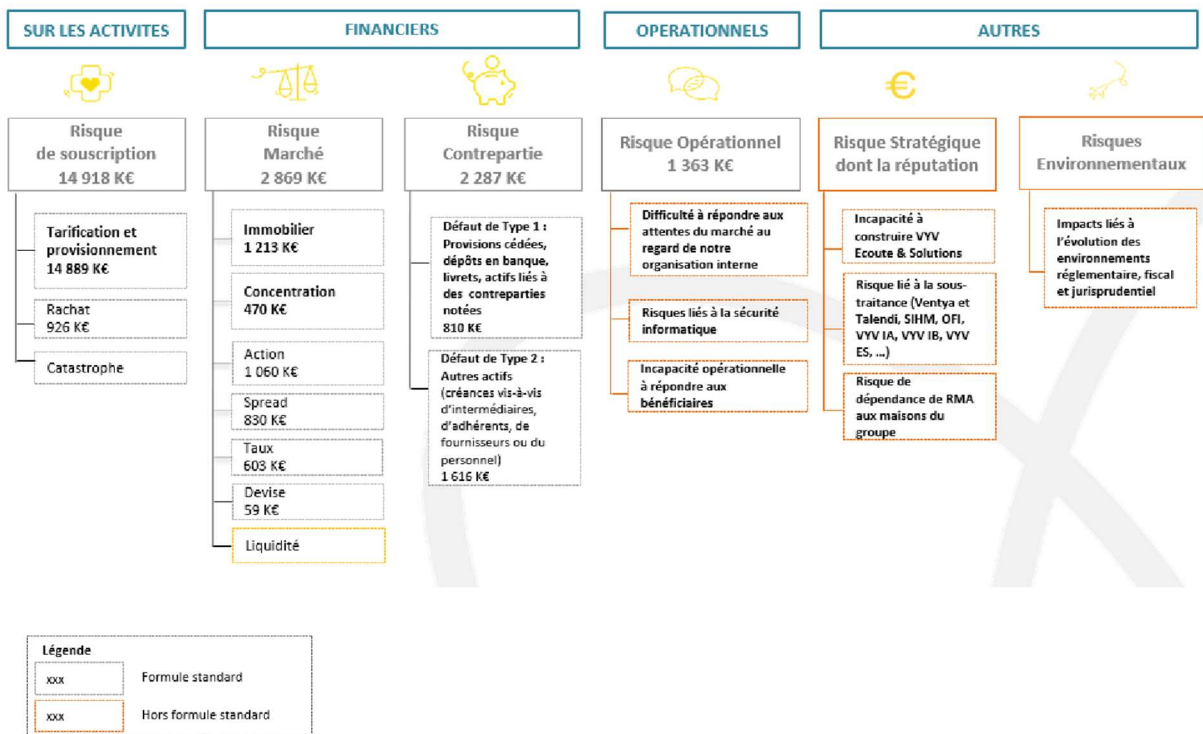 SUR LES ACTIVITES
FINANCIERS
OPERATIONNELS
AUTRES
Risque
de souscription
14 918 K€
Tarification et
provisionnement
14 889 K€
Rachat
926 K€
Catastrophe
Risque
Marché
2 869 K€
Immobilier
1 213 K€
Concentration
470 K€
Action
1 060 K€
Spread
830 K€
Taux
603 K€
Devise
59 K€
Liquidité
Risque
Contrepartie
2 287 K€
Défaut de Type 1 :
Provisions cédées,
dépôts en banque,
livrets, actifs liés à
des contreparties
notées
810 K€
Défaut de Type 2 :
Autres actifs
(créances vis-à-vis
d'intermédiaires,
d'adhérents, de
fournisseurs ou du
personnel)
1 616 K€
Risque Opérationnel
1 363 K€
Difficulté à répondre aux
attentes du marché au
regard de notre
organisation interne
Risques liés à la sécurité
informatique
Incapacité opérationnelle
à répondre aux
bénéficiaires
€
Risque Stratégique
dont la réputation
Incapacité à
construire VYV
Ecoute & Solutions
Risque lié à la sous-
traitance (Ventya et
Talendi, SIHM, OFI,
VYV IA, VYV IB, VYV
ES, ...)
Risque de
dépendance de RMA
aux maisons du
groupe
Risques
Environnementaux
Impacts liés à
l'évolution des
environnements
réglementaire, fiscal
et jurisprudentiel
Légende
xxx Formule standard
xxx Hors formule standard